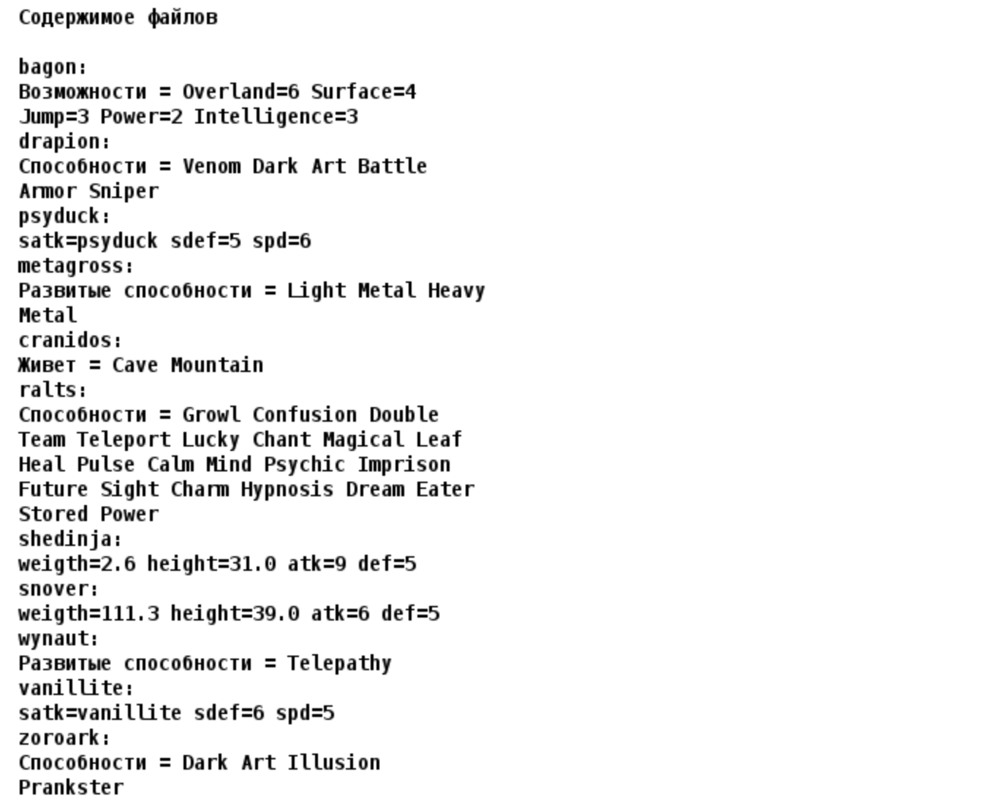 Содержимое файлов
bagon:
Возможности = Overland=6 Surface=4
Jump=3 Power=2 Intelligence=3
drapion:
Способности = Venom Dark Art Battle
Armor Sniper
psyduck:
satk=psyduck sdef=5 spd=6
metagross:
Развитые способности = Light Metal Heavy
Metal
cranidos:
Живет = Cave Mountain
ralts:
Способности = Growl Confusion Double
Team Teleport Lucky Chant Magical Leaf
Heal Pulse Calm Mind Psychic Imprison
Future Sight Charm Hypnosis Dream Eater
Stored Power
shedinja:
weigth=2.6 height=31.0 atk=9 def=5
snover:
weigth=111.3 height=39.0 atk=6 def=5
wynaut:
Развитые способности = Telepathy
vanillite:
satk=vanillite sdef=6 spd=5
zoroark:
Способности = Dark Art Illusion
Prankster